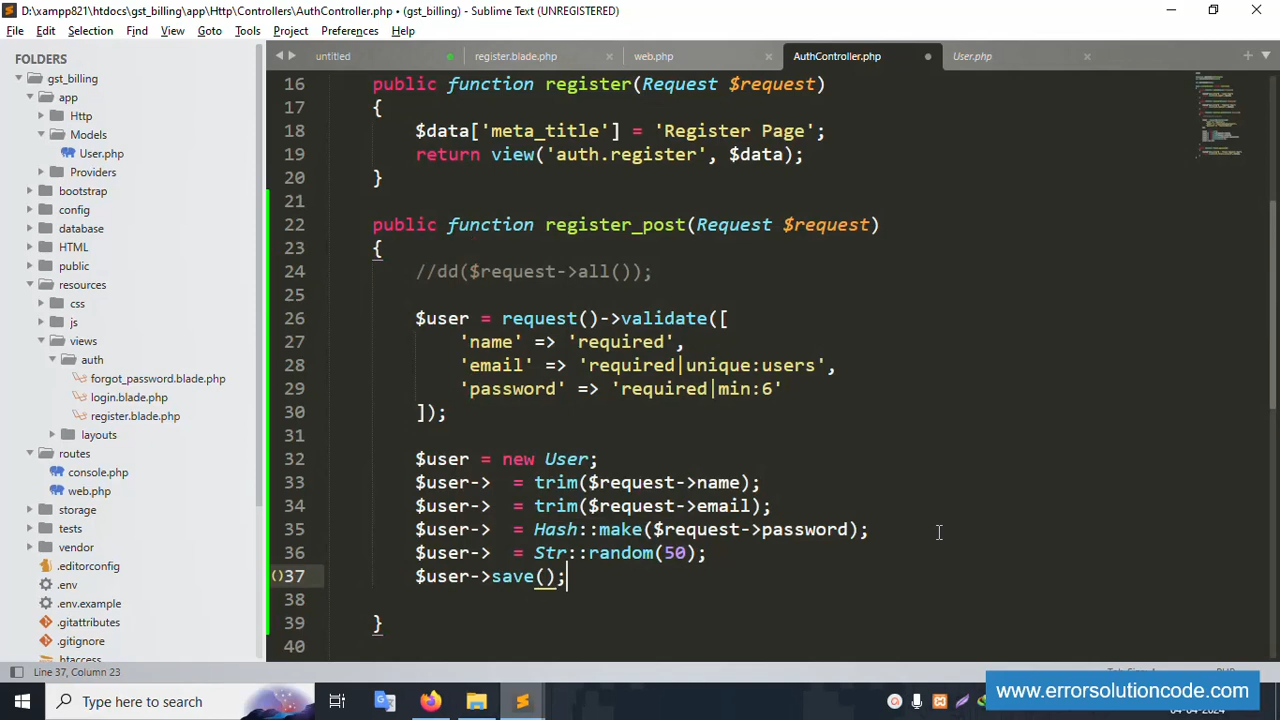 D:\xampp821\htdocs\gst_billing\app\Http\Controllers\AuthController.php • (gst_billing) - Sublime Text (UNREGISTERED)
File Edit Selection Find View Goto Tools Project Preferences Help
FOLDERS
gst_billing
app
Http
Models
User.php
Providers
bootstrap
config
database
HTML
public
resources
css
js
views
auth
forgot_password.blade.php
login.blade.php
register.blade.php
layouts
routes
console.php
web.php
storage
tests
vendor
.editorconfig
.env
.env.example
.gitattributes
.gitignore
.htaccess
untitled register.blade.php web.php AuthController.php User.php
16 public function register(Request $request)
17 {
18 $data['meta_title'] = 'Register Page';
19 return view('auth.register', $data);
20 }
21
22 public function register_post(Request $request)
23 {
24 //dd($request->all());
25
26 $user = request()->validate([
27 'name' => 'required',
28 'email' => 'required|unique:users',
29 'password' => 'required|min:6'
30 ]);
31
32 $user = new User;
33 $user-> = trim($request->name);
34 $user-> = trim($request->email);
35 $user-> = Hash::make($request->password);
36 $user-> = Str::random(50);
37 $user->save();
38
39 }
40
Line 37, Column 23
Type here to search
www.errorsolutioncode.com
04-04-2024